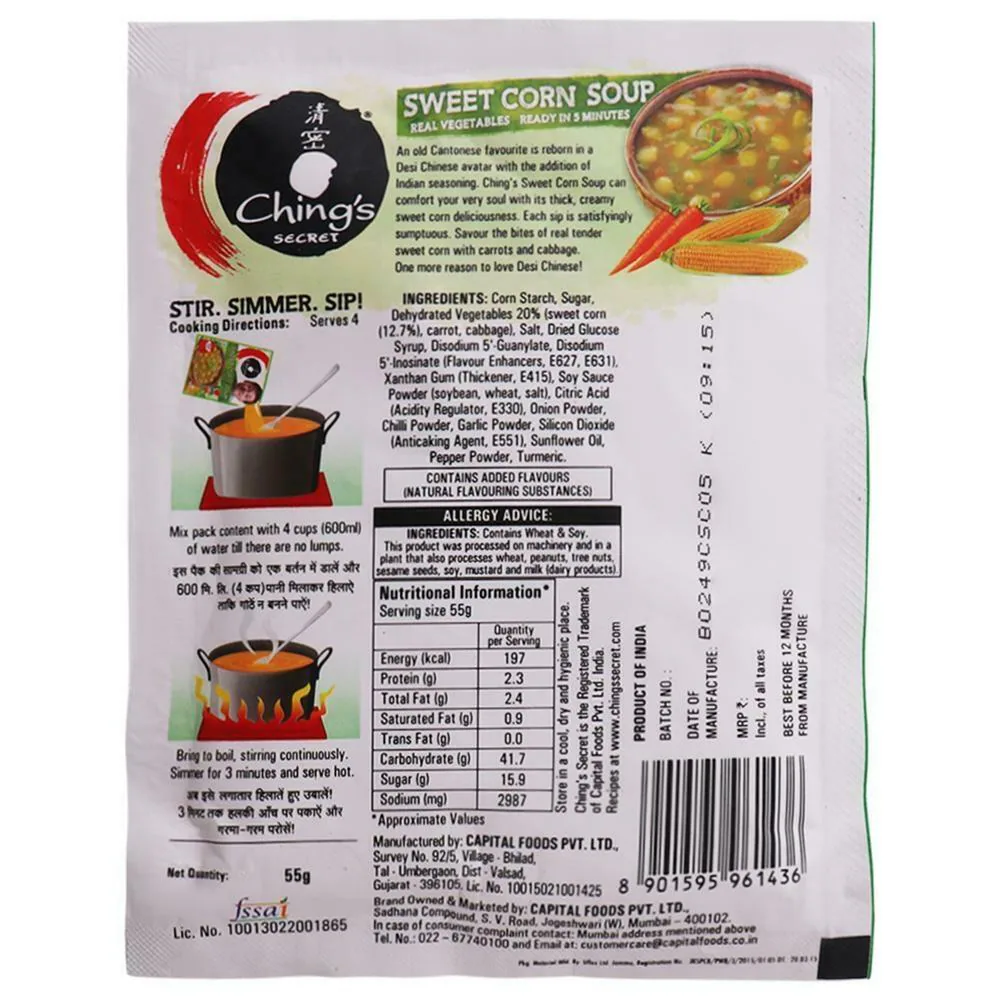 清
密
Ching's
SECRET
®
SWEET CORN SOUP
REAL VEGETABLES READY IN 5 MINUTES
An old Cantonese favourite is reborn in a
Desi Chinese avatar with the addition of
Indian seasoning. Ching's Sweet Corn Soup can
comfort your very soul with its thick, creamy
sweet corn deliciousness. Each sip is satisfyingly
sumptuous. Savour the bites of real tender
sweet corn with carrots and cabbage.
One more reason to love Desi Chinese!
STIR. SIMMER. SIP!
Cooking Directions: Serves 4
Mix pack content with 4 cups (600ml)
of water till there are no lumps.
इस पैक की सामग्री को एक बर्तन में डालें और
600 मि. लि. (4 कप)पानी मिलाकर हिलाएं
ताकि गाठें न बनने पाएँ!
Bring to boil, stirring continuously.
Simmer for 3 minutes and serve hot.
अब इसे लगातार हिलातें हुए उबालें!
3 मिनट तक हलकी आँच पर पकाऐं और
गरमा-गरम परोसें!
Net Quantity: 55g
fssai
Lic. No. 10013022001865
INGREDIENTS: Corn Starch, Sugar,
Dehydrated Vegetables 20% (sweet corn
(12.7%), carrot, cabbage), Salt, Dried Glucose
Syrup, Disodium 5'-Guanylate, Disodium
5'-Inosinate (Flavour Enhancers, E627, E631),
Xanthan Gum (Thickener, E415), Soy Sauce
Powder (soybean, wheat, salt), Citric Acid
(Acidity Regulator, E330), Onion Powder,
Chilli Powder, Garlic Powder, Silicon Dioxide
(Anticaking Agent, E551), Sunflower Oil,
Pepper Powder, Turmeric.
CONTAINS ADDED FLAVOURS
(NATURAL FLAVOURING SUBSTANCES)
ALLERGY ADVICE:
INGREDIENTS: Contains Wheat & Soy.
This product was processed on machinery and in a
plant that also processes wheat, peanuts, tree nuts,
sesame seeds, soy, mustard and milk (dairy products).
Nutritional Information*
Serving size 55g
Quantity
per Serving
Energy (kcal) 197
Protein (g) 2.3
Total Fat (g) 2.4
Saturated Fat (g) 0.9
Trans Fat (g) 0.0
Carbohydrate (g) 41.7
Sugar (g) 15.9
Sodium (mg) 2987
*Approximate Values
Store in a cool, dry and hygienic place.
Ching's Secret is the Registered Trademark
of Capital Foods Pvt. Ltd. India.
Recipes at www.chingssecret.com
PRODUCT OF INDIA
BATCH NO.:
DATE OF
MANUFACTURE: B0249C5C05 K (09:15)
MRP ₹:
Incl., of all taxes
BEST BEFORE 12 MONTHS
FROM MANUFACTURE
8 901595 961436
Manufactured by: CAPITAL FOODS PVT. LTD.,
Survey No. 92/5, Village - Bhilad,
Tal - Umbergaon, Dist - Valsad,
Gujarat - 396105. Lic. No. 10015021001425
Brand Owned & Marketed by: CAPITAL FOODS PVT. LTD.,
Sadhana Compound, S. V. Road, Jogeshwari (W), Mumbai – 400102.
In case of consumer complaint contact: Mumbai address mentioned above
Tel. No.: 022 – 67740100 and Email at: customercare@capitalfoods.co.in